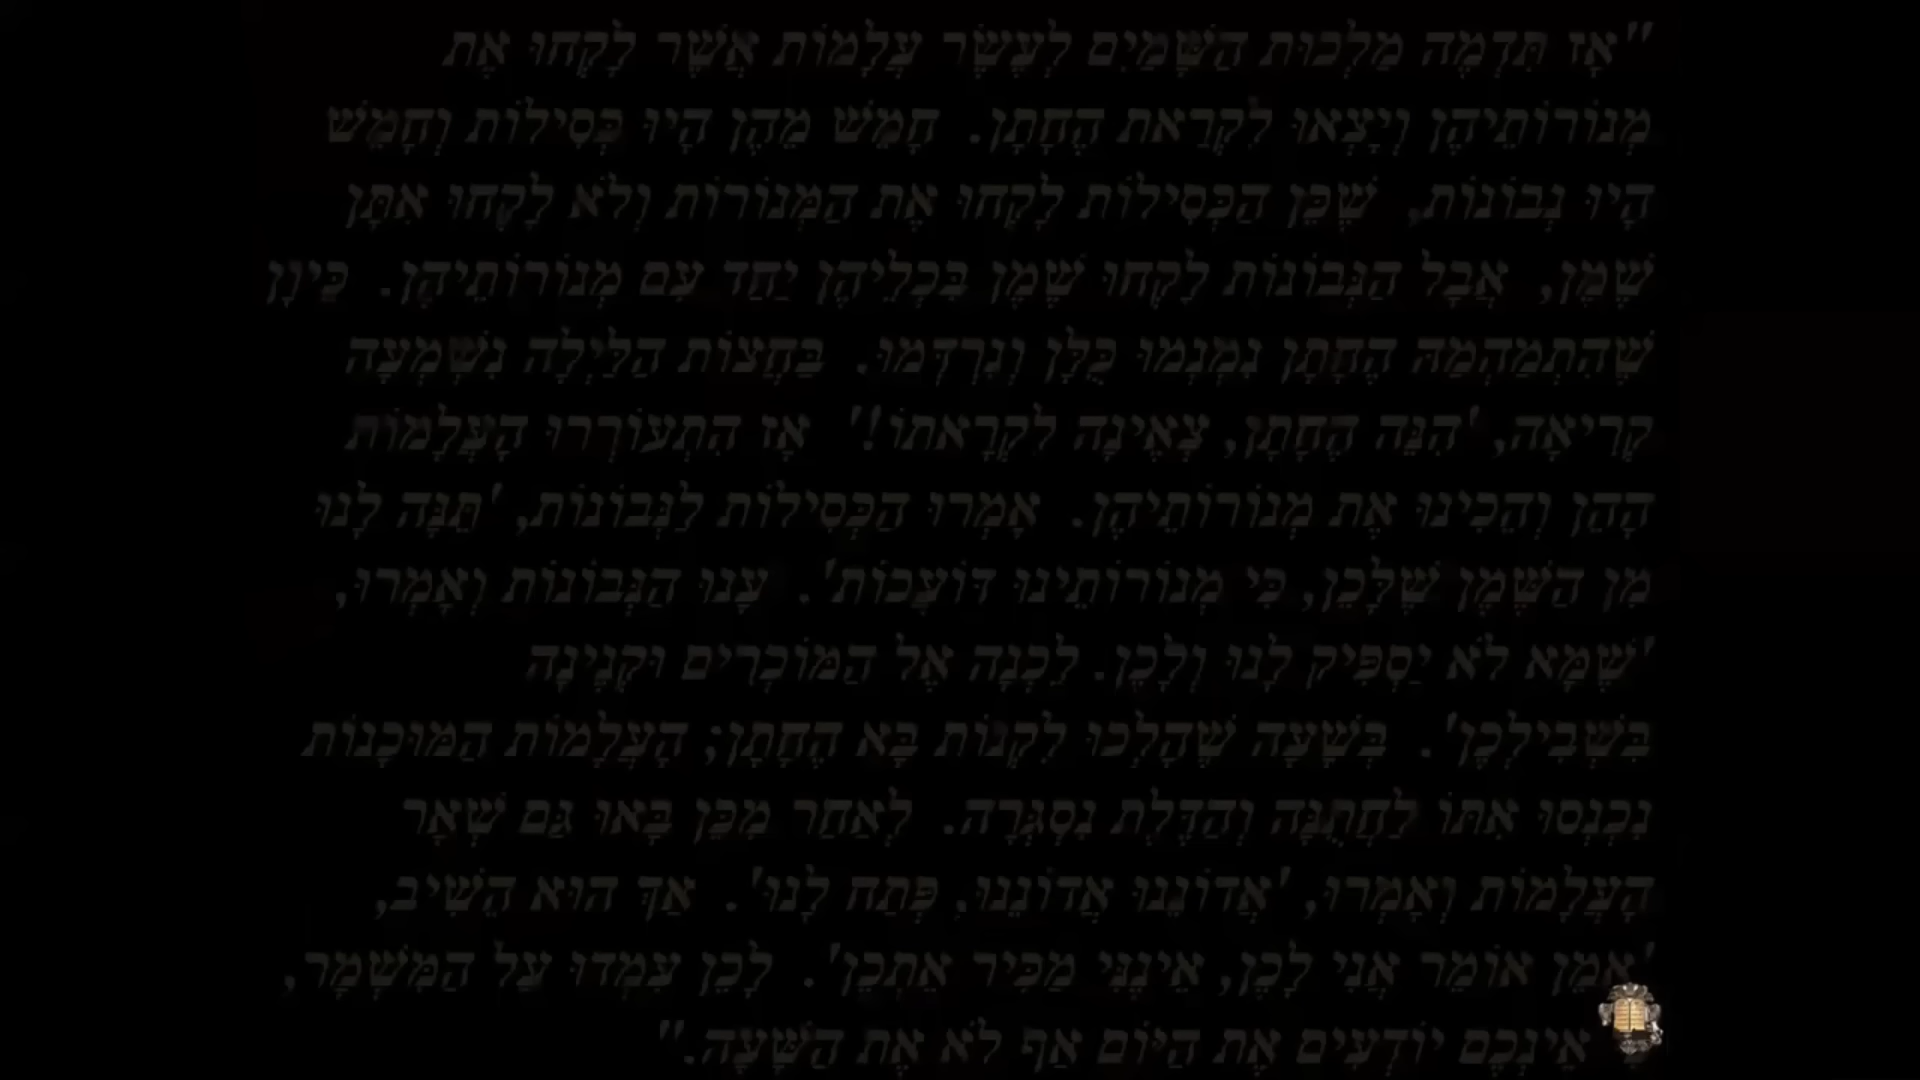 "אָז תִּדְמֶה מַלְכוּת הַשָּׁמַיִם לְעֶשֶׂר עֲלָמוֹת אֲשֶׁר לָקְחוּ אֶת
מְנוֹרוֹתֵיהֶן וְיָצְאוּ לִקְרַאת הֶחָתָן. חָמֵשׁ מֵהֶן הָיוּ כְּסִילוֹת וְחָמֵשׁ
הָיוּ נְבוֹנוֹת, שֶׁכֵּן הַכְּסִילוֹת לָקְחוּ אֶת הַמְּנוֹרוֹת וְלֹא לָקְחוּ אִתָּן
שֶׁמֶן, אֲבָל הַנְּבוֹנוֹת לָקְחוּ שֶׁמֶן בִּכְלֵיהֶן יַחַד עִם מְנוֹרוֹתֵיהֶן. כֵּיוָן
שֶׁהִתְמַהְמַהּ הֶחָתָן נִמְנְמוּ כֻּלָּן וְנִרְדְּמוּ. בַּחֲצוֹת הַלַּיְלָה נִשְׁמְעָה
קְרִיאָה, 'הִנֵּה הֶחָתָן, צְאֶינָה לִקְרָאתוֹ!' אָז הִתְעוֹרְרוּ הָעֲלָמוֹת
הָהֵן וְהֵכִינוּ אֶת מְנוֹרוֹתֵיהֶן. אָמְרוּ הַכְּסִילוֹת לַנְּבוֹנוֹת, 'תֵּנָּה לָנוּ
מִן הַשֶּׁמֶן שֶׁלָּכֵן, כִּי מְנוֹרוֹתֵינוּ דּוֹעֲכוֹת'. עָנוּ הַנְּבוֹנוֹת וְאָמְרוּ,
'שֶׁמָּא לֹא יַסְפִּיק לָנוּ וְלָכֶן. לֵכְנָה אֶל הַמּוֹכְרִים וּקְנֶינָה
בִּשְׁבִילְכֶן'. בְּשָׁעָה שֶׁהָלְכוּ לִקְנוֹת בָּא הֶחָתָן; הָעֲלָמוֹת הַמּוּכָנוֹת
נִכְנְסוּ אִתּוֹ לַחֲתֻנָּה וְהַדֶּלֶת נִסְגְּרָה. לְאַחַר מִכֵּן בָּאוּ גַּם שְׁאָר
הָעֲלָמוֹת וְאָמְרוּ, 'אֲדוֹנֵנוּ אֲדוֹנֵנוּ, פְּתַח לָנוּ'. אַךְ הוּא הֵשִׁיב,
'אָמֵן אוֹמֵר אֲנִי לָכֶן, אֵינֶנִּי מַכִּיר אֶתְכֶן'. לָכֵן עִמְדוּ עַל הַמִּשְׁמָר,
אֵינְכֶם יוֹדְעִים אֶת הַיּוֹם אַף לֹא אֶת הַשָּׁעָה."